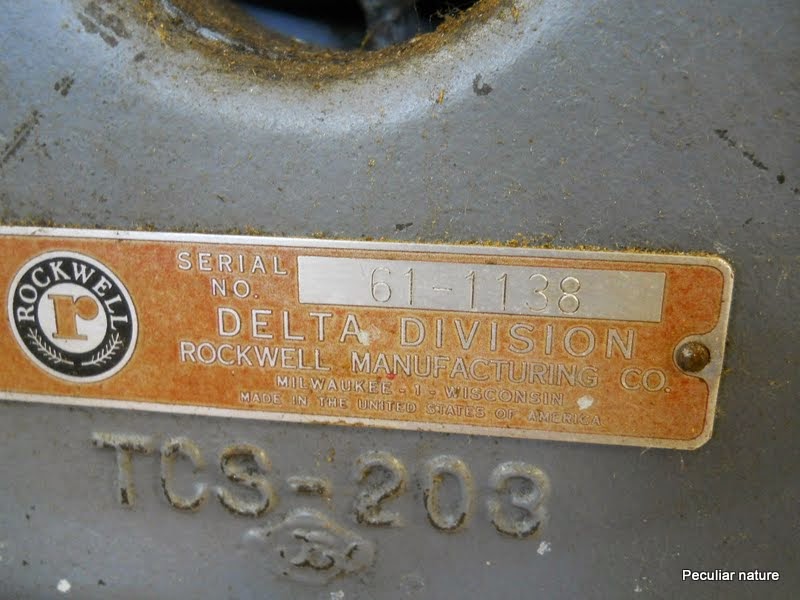 ROCKWELL
r
SERIAL NO. 61-1138
DELTA DIVISION
ROCKWELL MANUFACTURING CO.
MILWAUKEE - 1 - WISCONSIN
MADE IN THE UNITED STATES OF AMERICA
TCS-203
Peculiar nature